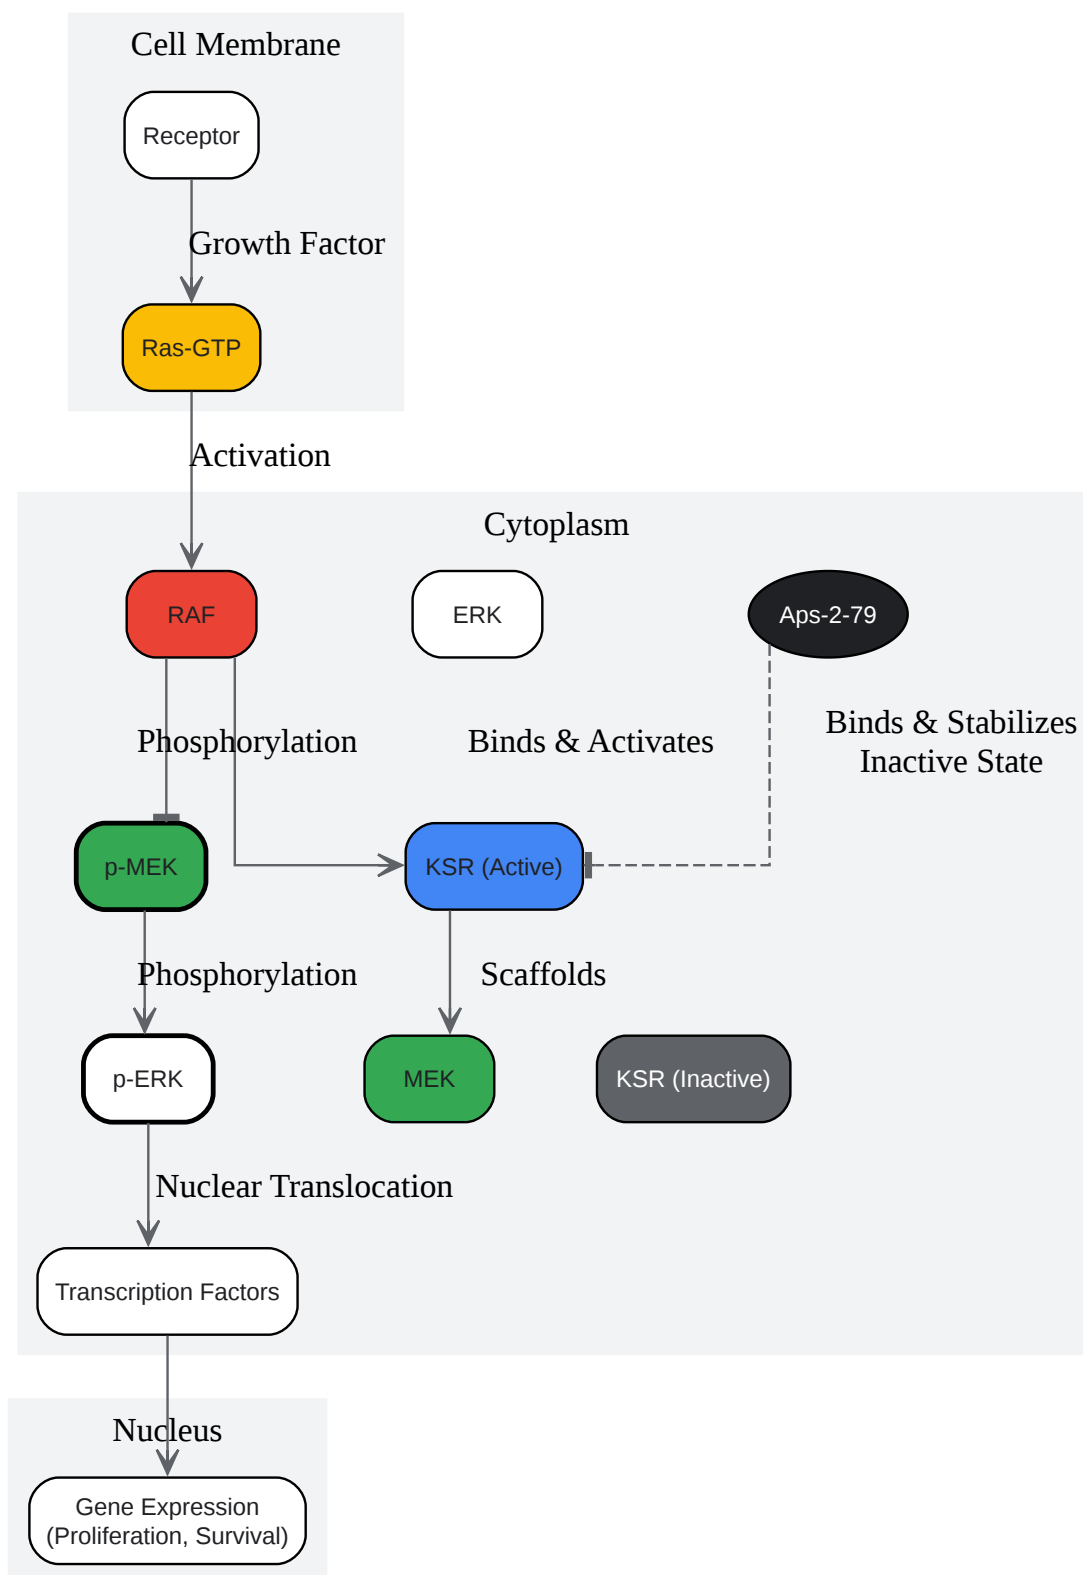 Cell Membrane
Receptor
Growth Factor
Ras-GTP
Activation
Cytoplasm
RAF
ERK
Aps-2-79
Phosphorylation
Binds & Activates
Binds & Stabilizes
Inactive State
p-MEK
KSR (Active)
Phosphorylation
Scaffolds
p-ERK
MEK
KSR (Inactive)
Nuclear Translocation
Transcription Factors
Nucleus
Gene Expression
(Proliferation, Survival)